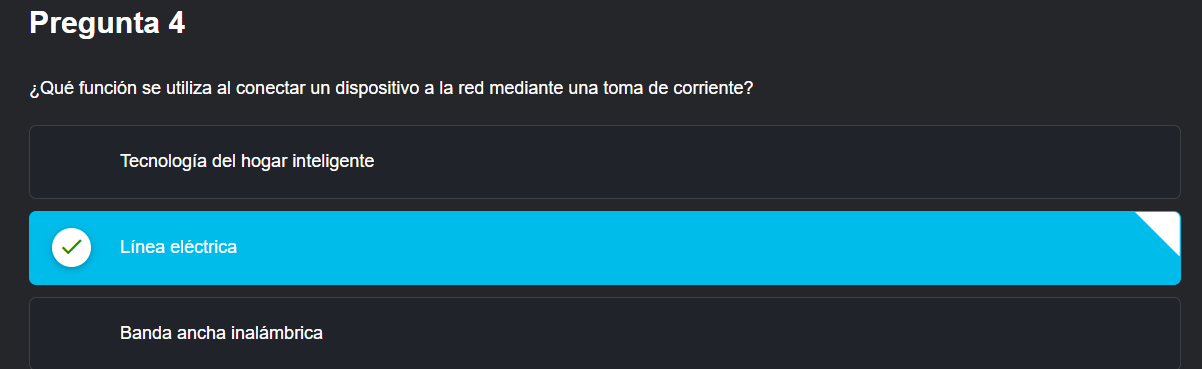 Pregunta 4
¿Qué función se utiliza al conectar un dispositivo a la red mediante una toma de corriente?
Tecnología del hogar inteligente
Línea eléctrica
Banda ancha inalámbrica